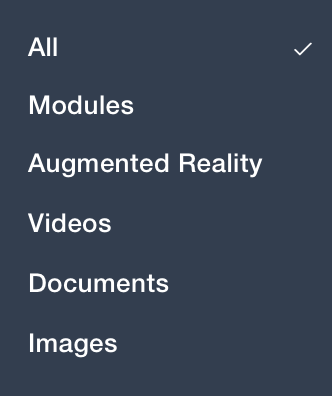 All
Modules
Augmented Reality
Videos
Documents
Images